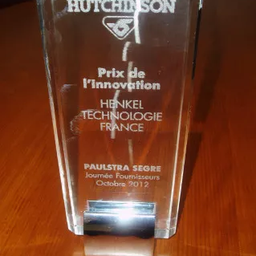 HUTCHINSON
Prix de
l'Innovation
HENKEL
TECHNOLOGIE
FRANCE
PAULSTRA SEGRE
Journée Fournisseurs
Octobre 2012